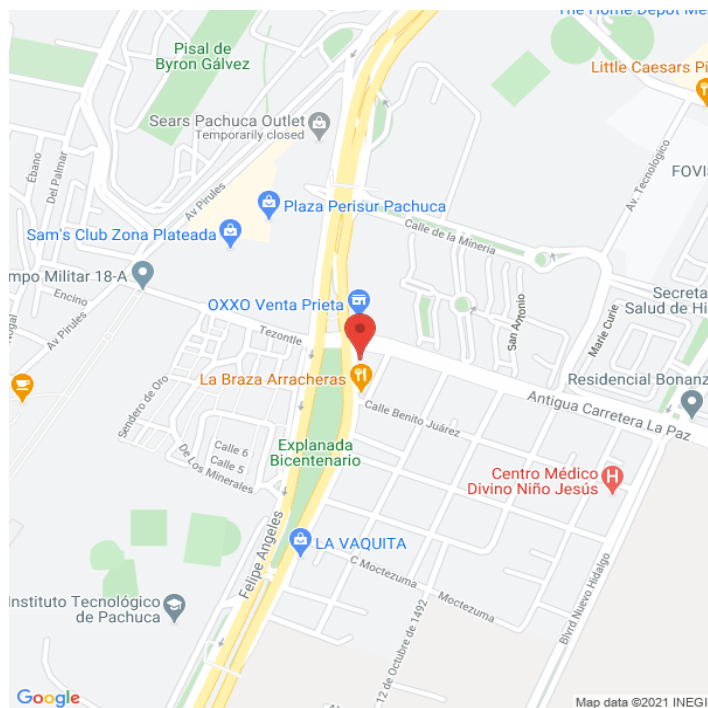 The Home Depot Me
Pisal de
Byron Gálvez
Little Caesars Pi
Sears Pachuca Outlet
Temporarily closed
Ébano
Del Palmar
Av Pirules
Av. Tecnologico
FOVIS
Plaza Perisur Pachuca
Sam's Club Zona Plateada
Calle de la Mineria
mpo Militar 18-A
Encino
Secreta
Salud de Hi
OXXO Venta Prieta
Nogal
Av Pirules
Tezontle
San Antonio
Marie Curie
La Braza Arracheras
Residencial Bonanz
Sendero de Oro
Antigua Carretera La Paz
Calle Benito Juárez
Calle 6
Calle 5
De Los Minerales
Explanada
Bicentenario
Centro Médico
Divino Niño Jesús
Felipe Angeles
LA VAQUITA
C Moctezuma
Moctezuma
Blvrd Nuevo Hidalgo
Instituto Tecnológico
de Pachuca
12 de Octubre de 1492
Google
Map data ©2021 INEGI